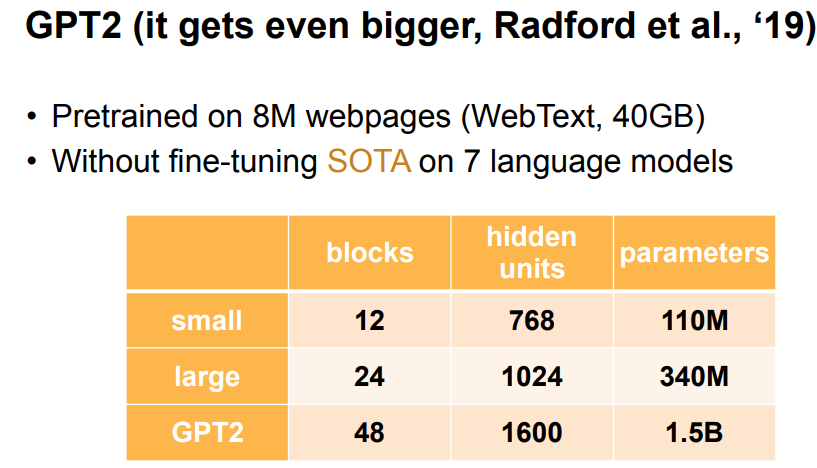 GPT2 (it gets even bigger, Radford et al., ‘19)
• Pretrained on 8M webpages (WebText, 40GB)
• Without fine-tuning SOTA on 7 language models
blocks hidden units parameters
small 12 768 110M
large 24 1024 340M
GPT2 48 1600 1.5B